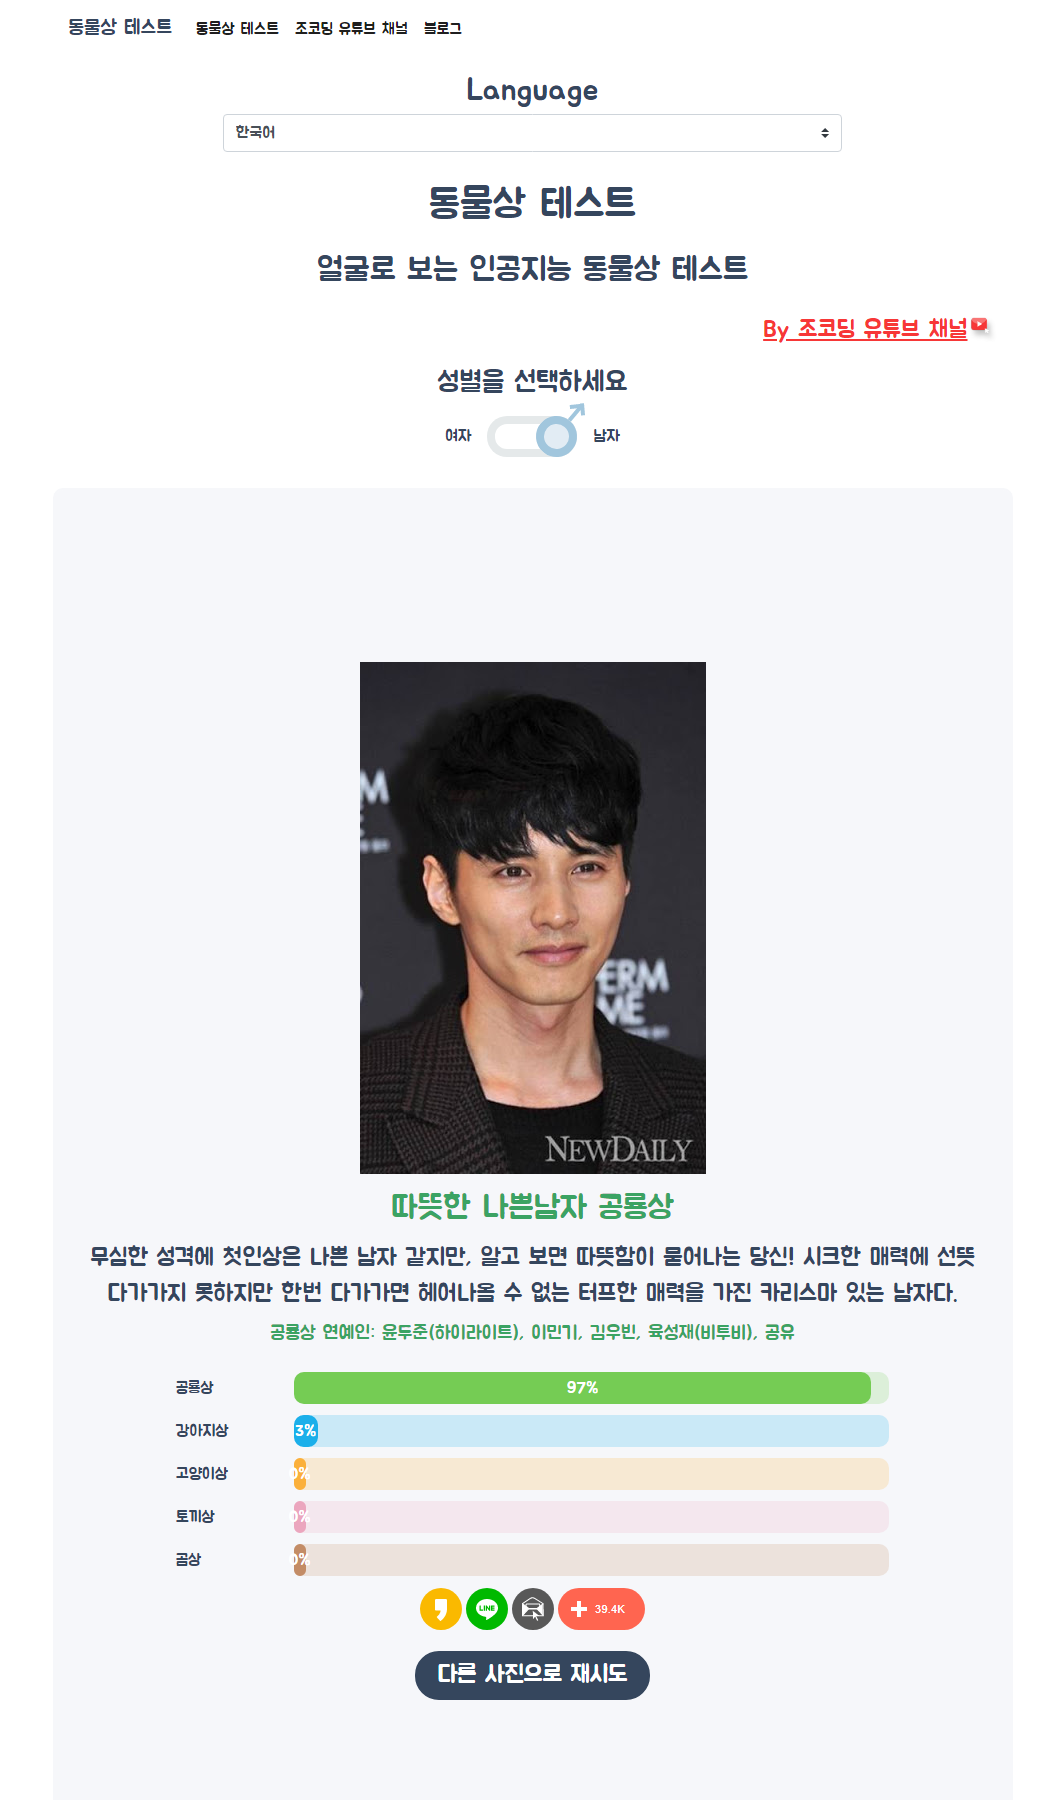 동물상 테스트 동물상 테스트 조코딩 유튜브 채널 블로그
Language
한국어
동물상 테스트
얼굴로 보는 인공지능 동물상 테스트
By 조코딩 유튜브 채널
성별을 선택하세요
여자 남자
M
ERM
ME
NEWDAILY
따뜻한 나쁜남자 공룡상
무심한 성격에 첫인상은 나쁜 남자 같지만, 알고 보면 따뜻함이 묻어나는 당신! 시크한 매력에 선뜻
다가가지 못하지만 한번 다가가면 헤어나올 수 없는 터프한 매력을 가진 카리스마 있는 남자다.
공룡상 연예인: 윤두준(하이라이트), 이민기, 김우빈, 육성재(비투비), 공유
공룡상 97%
강아지상 3%
고양이상 0%
토끼상 0%
곰상 0%
LINE 39.4K
다른 사진으로 재시도